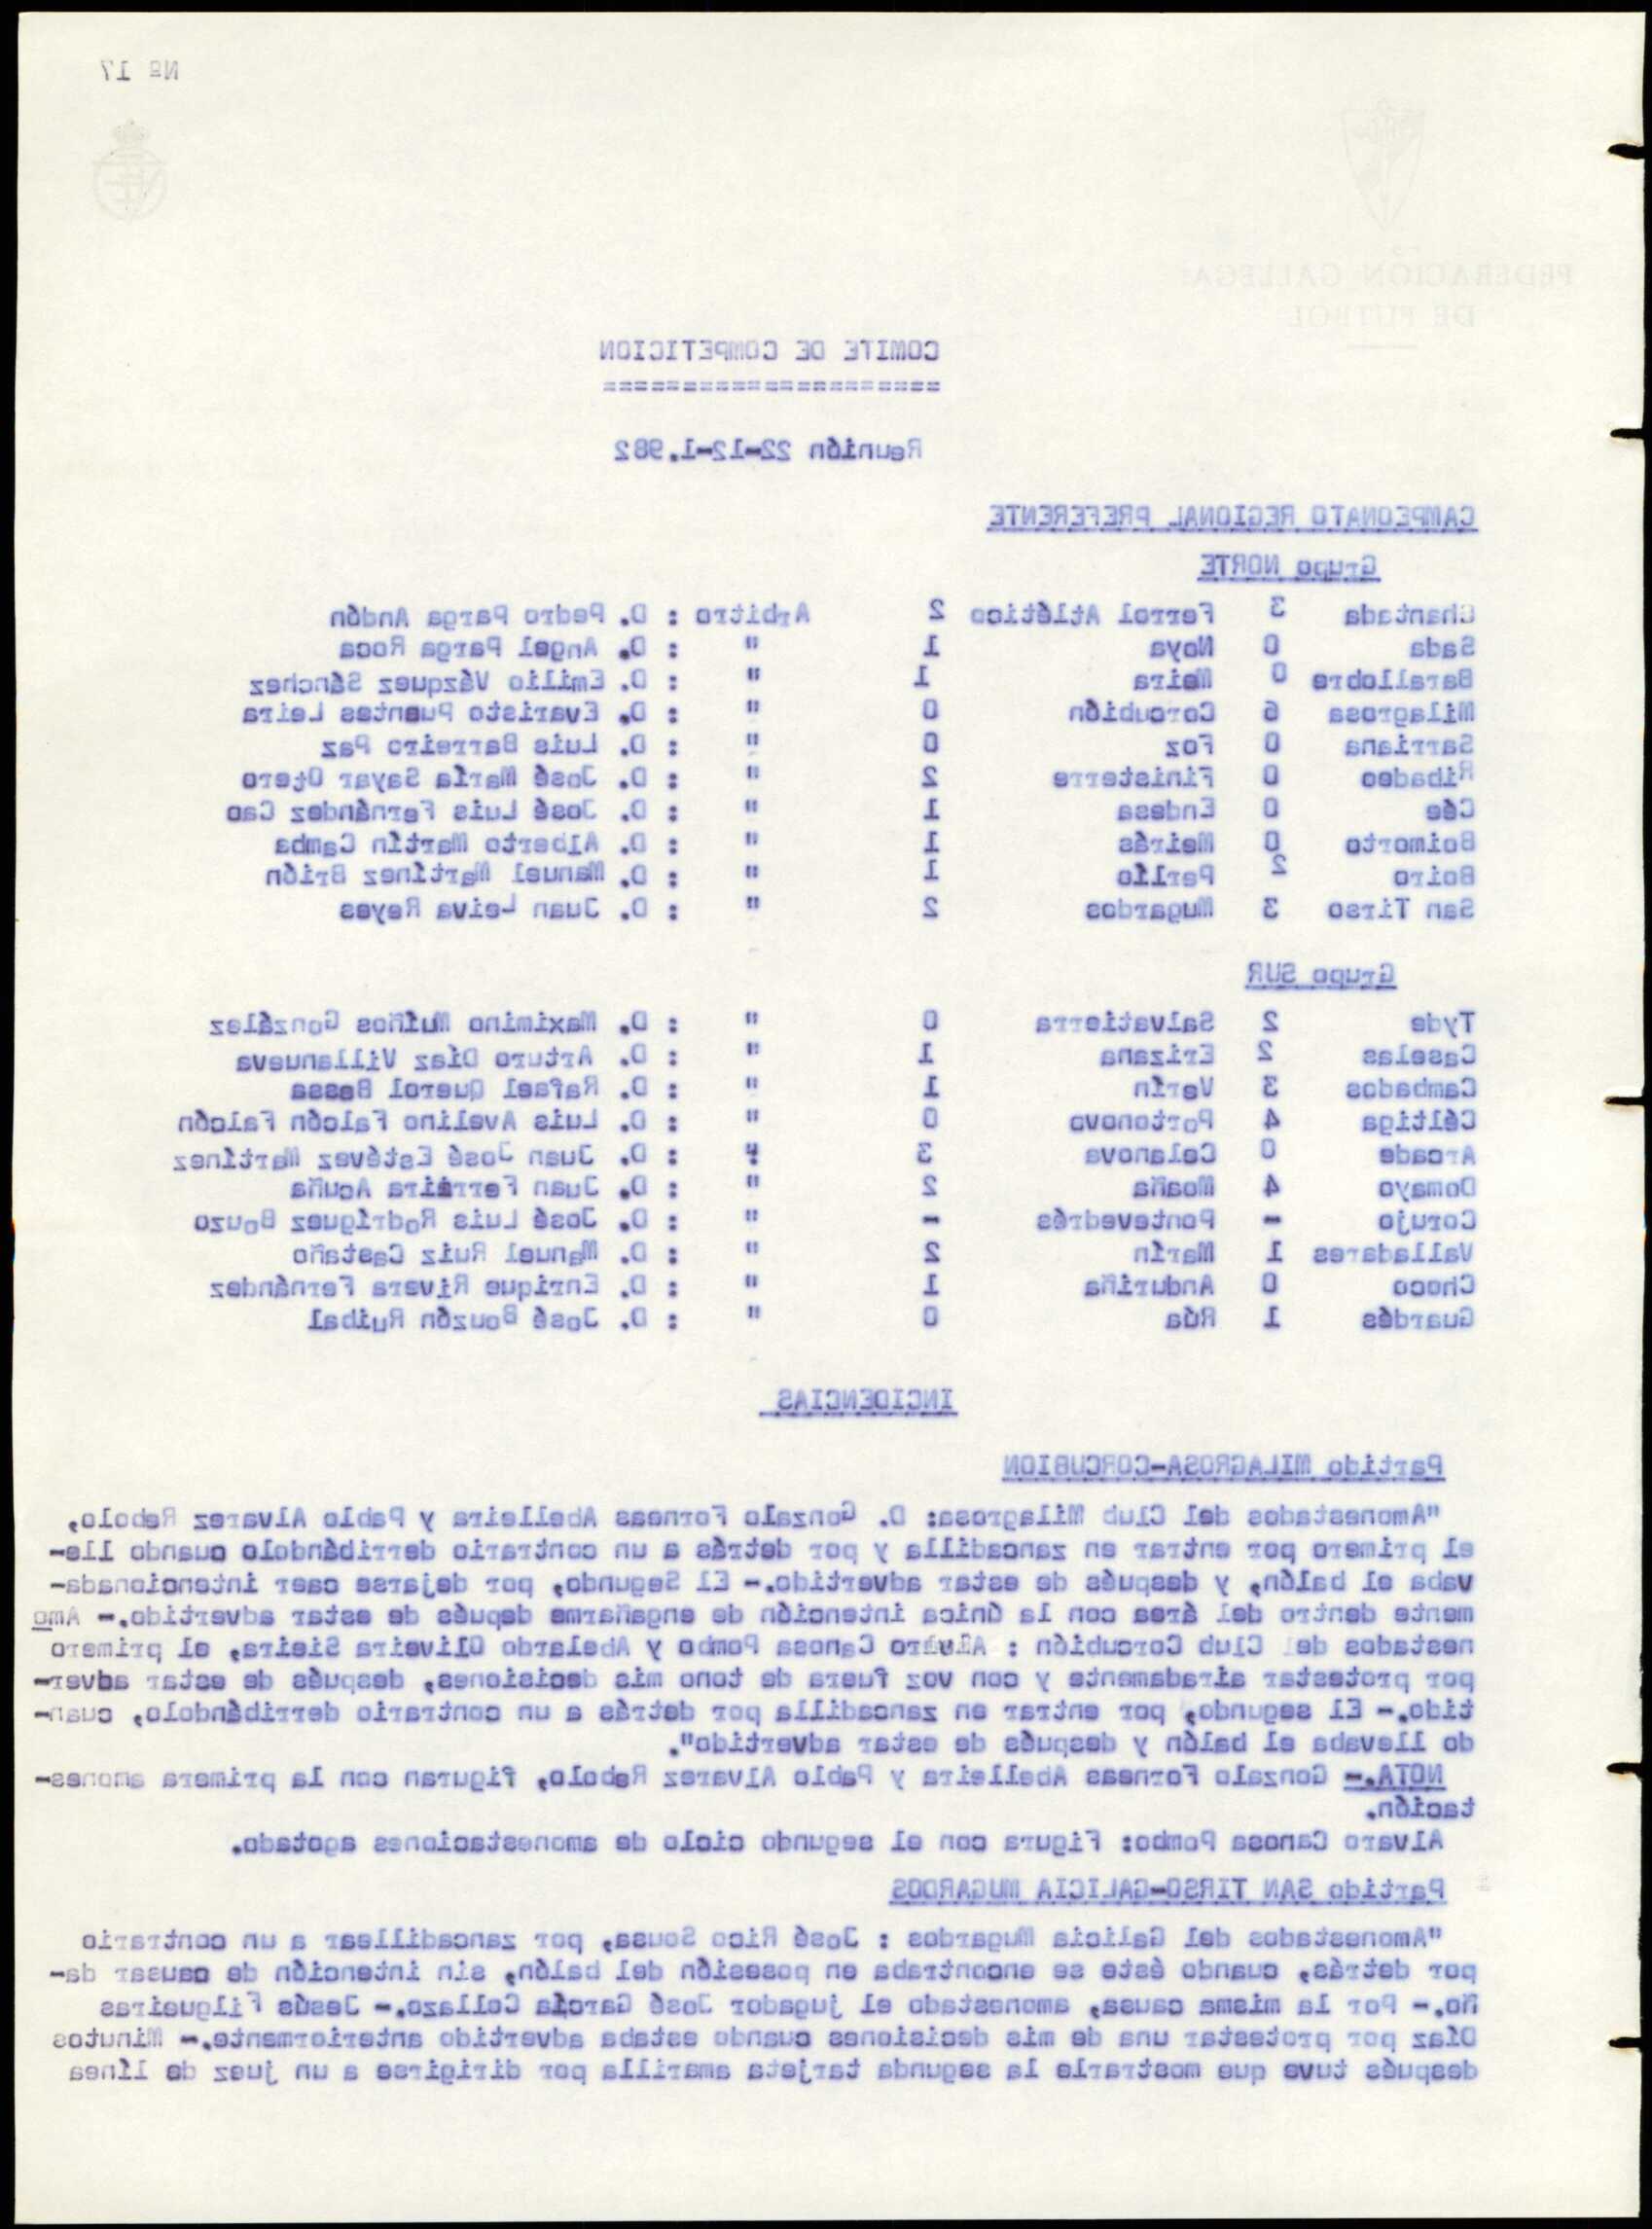 Nº 17
FEDERACIÓN GALLEGA
DE FUTBOL
COMITE DE COMPETICION
=====================
Reunión 22-12-1.982
CAMPEONATO REGIONAL PREFERENTE
Grupo NORTE
Chantada 3 Ferrol Atlético 2 Arbitro : D. Pedro Parga Andón
Sada 0 Noya 1 " : D. Angel Parga Roca
Barallobre 0 Meira 1 " : D. Emilio Vázquez Sánchez
Milagrosa 6 Corcubión 0 " : D. Evaristo Puentes Leira
Sarriana 0 Foz 0 " : D. Luis Barreiro Paz
Ribadeo 0 Finisterre 2 " : D. José María Sayar Otero
Cée 0 Endesa 1 " : D. José Luis Fernández Cao
Boimorto 0 Meirás 1 " : D. Alberto Martín Camba
Boiro 2 Perlío 1 " : D. Manuel Martínez Brión
San Tirso 3 Mugardos 2 " : D. Juan Leiva Reyes
Grupo SUR
Tyde 2 Salvatierra 0 " : D. Maximino Muíños González
Caselas 2 Erizana 1 " : D. Arturo Díaz Villanueva
Cambados 3 Verín 1 " : D. Rafael Querol Bessa
Céltiga 4 Portonovo 0 " : D. Luis Avelino Falcón Falcón
Arcade 0 Celanova 3 " : D. Juan José Estévez Martínez
Domayo 4 Moaña 2 " : D. Juan Ferreira Acuña
Corujo - Pontevedrés - " : D. José Luis Rodríguez Bouzo
Valladares 1 Marín 2 " : D. Manuel Ruiz Castaño
Choco 0 Anduriña 1 " : D. Enrique Rivera Fernández
Guardés 1 Rúa 0 " : D. José Bouzón Ruibal
INCIDENCIAS
Partido MILAGROSA-CORCUBION
"Amonestados del Club Milagrosa: D. Gonzalo Forneas Abelleira y Pablo Alvarez Rebolo,
el primero por entrar en zancadilla y por detrás a un contrario derribándolo cuando lle-
vaba el balón, y después de estar advertido.- El Segundo, por dejarse caer intencionada-
mente dentro del área con la única intención de engañarme depués de estar advertido.- Amo
nestados del Club Corcubión : Alvaro Canosa Pombo y Abelardo Oliveira Sieira, el primero
por protestar airadamente y con voz fuera de tono mis decisiones, después de estar adver-
tido.- El segundo, por entrar en zancadilla por detrás a un contrario derribándolo, cuan-
do llevaba el balón y después de estar advertido".
NOTA.- Gonzalo Forneas Abelleira y Pablo Alvarez Rebolo, figuran con la primera amones-
tación.
Alvaro Canosa Pombo: Figura con el segundo ciclo de amonestaciones agotado.
Partido SAN TIRSO-GALICIA MUGARDOS
"Amonestados del Galicia Mugardos : José Rico Sousa, por zancadillear a un contrario
por detrás, cuando éste se encontraba en posesión del balón, sin intención de causar da-
ño.- Por la misma causa, amonestado el jugador José García Collazo.- Jesús Filgueiras
Díaz por protestar una de mis decisiones cuando estaba advertido anteriormente.- Minutos
después tuve que mostrarle la segunda tarjeta amarilla por dirigirse a un juez de línea